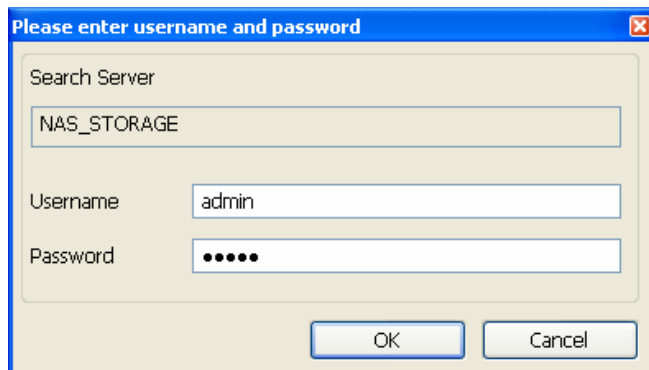 Please enter username and password
Search Server
NAS_STORAGE
Username admin
Password •••••
OK Cancel